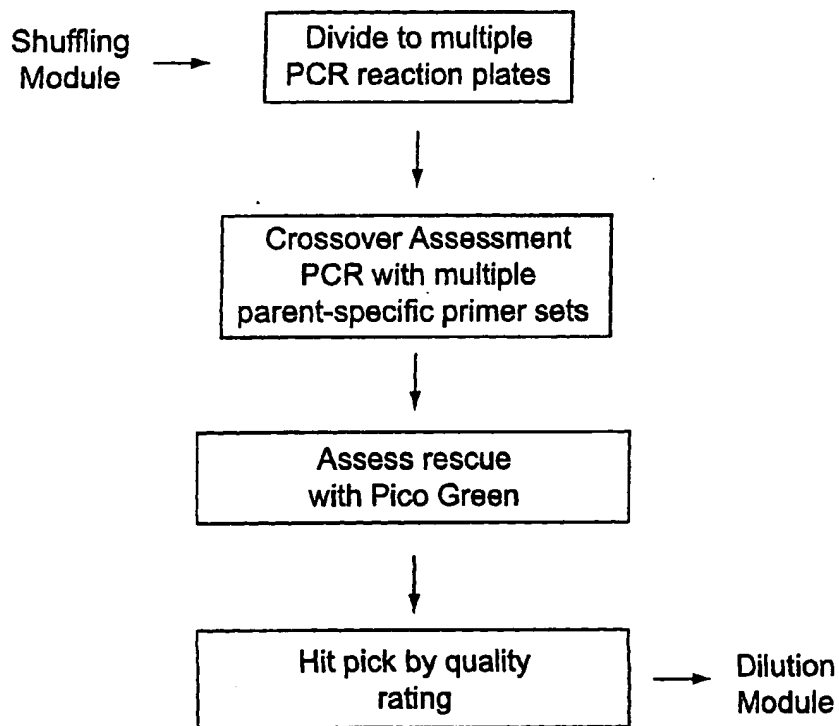 Shuffling
Module
Divide to multiple
PCR reaction plates
Crossover Assessment
PCR with multiple
parent-specific primer sets
Assess rescue
with Pico Green
Hit pick by quality
rating
Dilution
Module